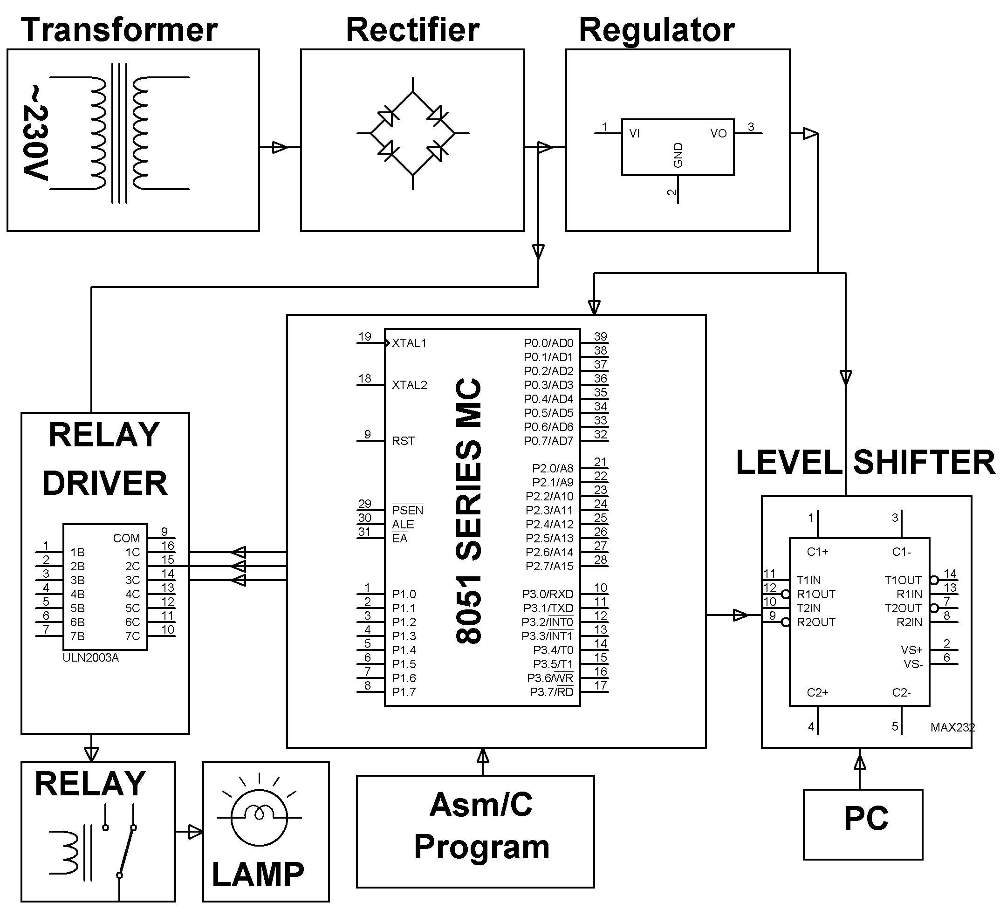 Transformer
Rectifier
Regulator
~230V
1
VI
VO
3
GND
2
RELAY
DRIVER
COM
9
1
1B
1C
16
2
2B
2C
15
3
3B
3C
14
4
4B
4C
13
5
5B
5C
12
6
6B
6C
11
7
7B
7C
10
ULN2003A
8051 SERIES MC
19
XTAL1
18
XTAL2
9
RST
29
PSEN
30
ALE
31
EA
1
P1.0
2
P1.1
3
P1.2
4
P1.3
5
P1.4
6
P1.5
7
P1.6
8
P1.7
P0.0/AD0
39
P0.1/AD1
38
P0.2/AD2
37
P0.3/AD3
36
P0.4/AD4
35
P0.5/AD5
34
P0.6/AD6
33
P0.7/AD7
32
P2.0/A8
21
P2.1/A9
22
P2.2/A10
23
P2.3/A11
24
P2.4/A12
25
P2.5/A13
26
P2.6/A14
27
P2.7/A15
28
P3.0/RXD
10
P3.1/TXD
11
P3.2/INT0
12
P3.3/INT1
13
P3.4/T0
14
P3.5/T1
15
P3.6/WR
16
P3.7/RD
17
LEVEL SHIFTER
1
3
C1+
C1-
11
T1IN
T1OUT
14
12
R1OUT
R1IN
13
10
T2IN
T2OUT
7
9
R2OUT
R2IN
8
VS+
2
VS-
6
C2+
C2-
4
5
MAX232
RELAY
LAMP
Asm/C
Program
PC